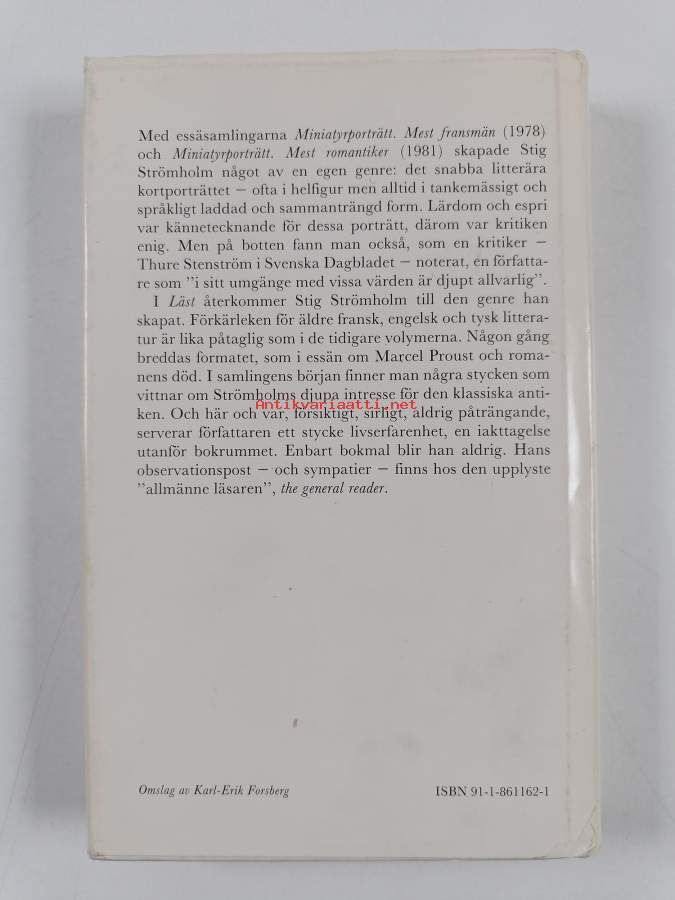 Med essäsamlingarna Miniatyrporträtt. Mest fransmän (1978)
och Miniatyrporträtt. Mest romantiker (1981) skapade Stig
Strömholm något av en egen genre: det snabba litterära
kortporträttet – ofta i helfigur men alltid i tankemässigt och
språkligt laddad och sammanträngd form. Lärdom och espri
var kännetecknande för dessa porträtt, därom var kritiken
enig. Men på botten fann man också, som en kritiker –
Thure Stenström i Svenska Dagbladet – noterat, en författa-
re som ”i sitt umgänge med vissa värden är djupt allvarlig”.
I Läst återkommer Stig Strömholm till den genre han
skapat. Förkärleken för äldre fransk, engelsk och tysk littera-
tur är lika påtaglig som i de tidigare volymerna. Någon gång
breddas formatet, som i essän om Marcel Proust och roma-
nens död. I samlingens början finner man några stycken som
vittnar om Strömholms djupa intresse för den klassiska anti-
ken. Och här och var, försiktigt, sirligt, aldrig påträngande,
Antikvariaatti.net
serverar författaren ett stycke livserfarenhet, en iakttagelse
utanför bokrummet. Enbart bokmal blir han aldrig. Hans
observationspost – och sympatier – finns hos den upplyste
”allmänne läsaren”, the general reader.
Omslag av Karl-Erik Forsberg
ISBN 91-1-861162-1